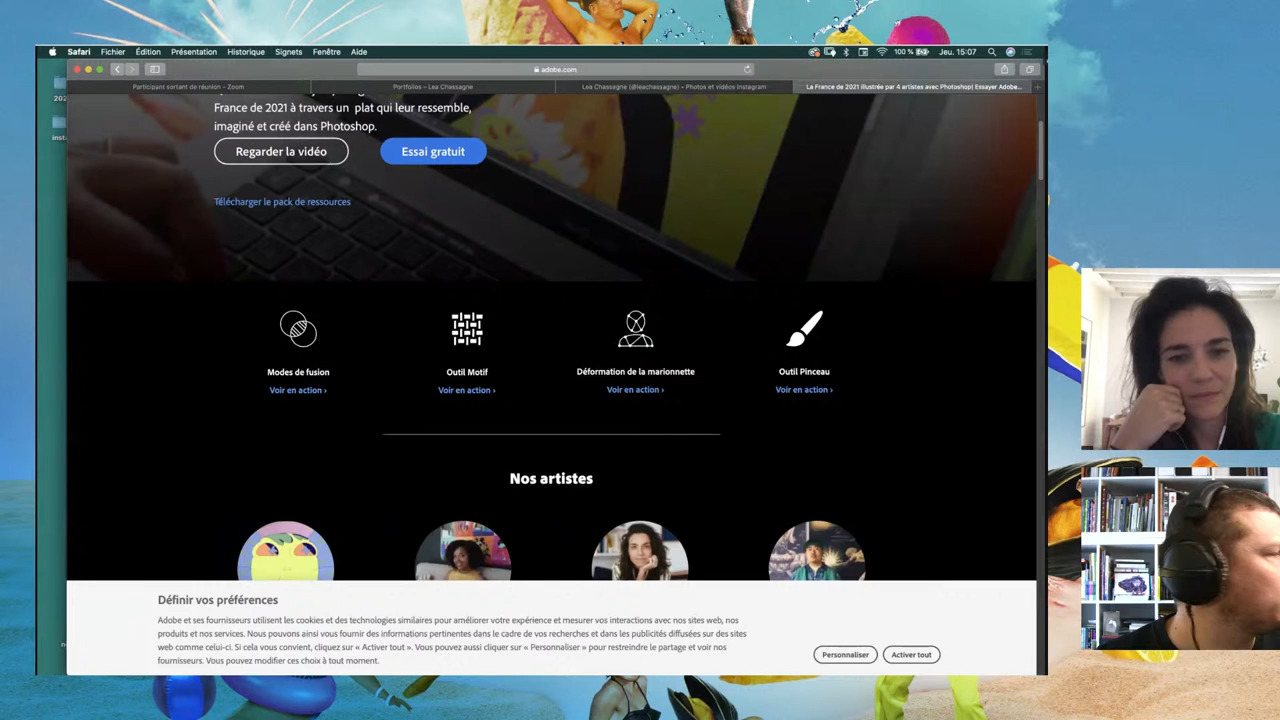 Safari Fichier Édition Présentation Historique Signets Fenêtre Aide
100 % Jeu. 15:07
adobe.com
Participant sortant de réunion – Zoom
Portfolios – Lea Chassagne
Lea Chassagne (@leachassagne) • Photos et vidéos Instagram
La France de 2021 illustrée par 4 artistes avec Photoshop| Essayer Adobe...
France de 2021 à travers un plat qui leur ressemble,
imaginé et créé dans Photoshop.
Regarder la vidéo
Essai gratuit
Télécharger le pack de ressources
Modes de fusion
Outil Motif
Déformation de la marionnette
Outil Pinceau
Voir en action ›
Voir en action ›
Voir en action ›
Voir en action ›
Nos artistes
Définir vos préférences
Adobe et ses fournisseurs utilisent les cookies et des technologies similaires pour améliorer votre expérience et mesurer vos interactions avec nos sites web, nos
produits et nos services. Nous pouvons ainsi vous fournir des informations pertinentes dans le cadre de vos recherches et dans les publicités diffusées sur des sites
web comme celui-ci. Si cela vous convient, cliquez sur « Activer tout ». Vous pouvez aussi cliquer sur « Personnaliser » pour restreindre le partage et voir nos
fournisseurs. Vous pouvez modifier ces choix à tout moment.
Personnaliser
Activer tout